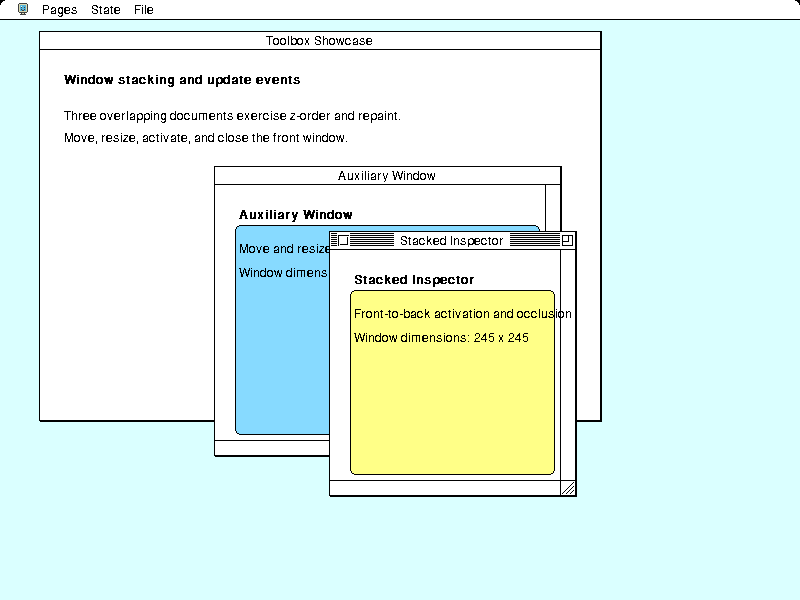 Pages State File
Toolbox Showcase
Window stacking and update events
Three overlapping documents exercise z-order and repaint.
Move, resize, activate, and close the front window.
Auxiliary Window
Auxiliary Window
Move and resize
Window dimens
Stacked Inspector
Stacked Inspector
Front-to-back activation and occlusion
Window dimensions: 245 x 245